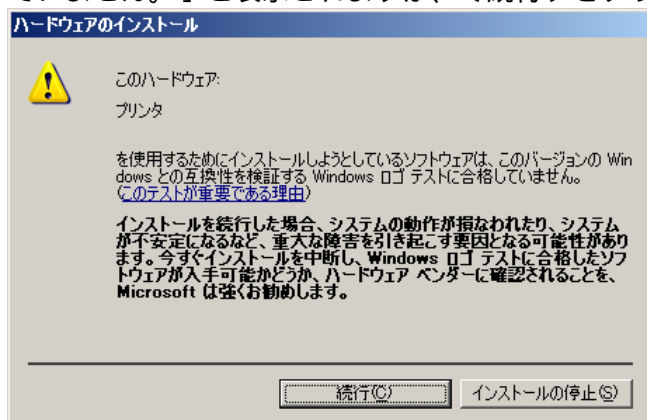 ハードウェアのインストール
このハードウェア:
プリンタ
を使用するためにインストールしようとしているソフトウェアは、このバージョンの Win
dows との互換性を検証する Windows ロゴ テストに合格していません。
(このテストが重要である理由)
インストールを続行した場合、システムの動作が損なわれたり、システム
が不安定になるなど、重大な障害を引き起こす要因となる可能性があり
ます。今すぐインストールを中断し、Windows ロゴ テストに合格したソフ
トウェアが入手可能かどうか、ハードウェア ベンダーに確認されることを、
Microsoft は強くお勧めします。
続行(C) インストールの停止(S)